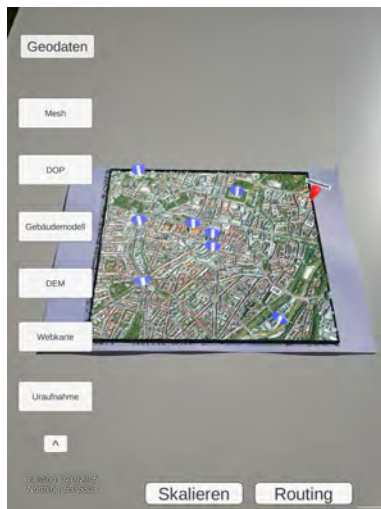 Geodaten
Mesh
DOP
Gebäudemodell
DEM
Webkarte
Uraufnahme
^
Skalieren
Routing